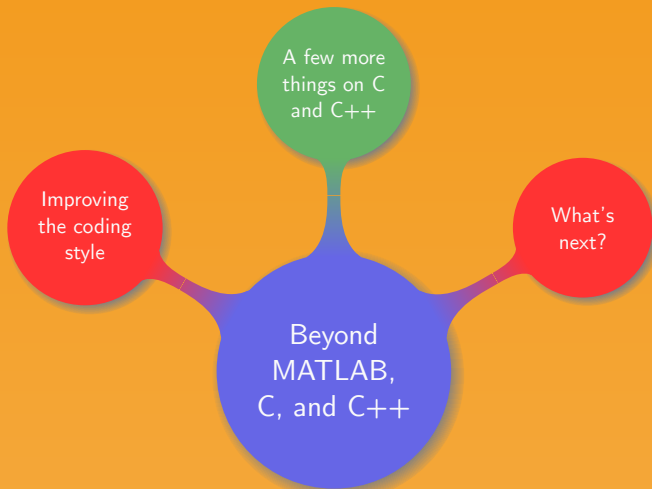 A few more
things on C
and C++
Improving
the coding
style
What's
next?
Beyond
MATLAB,
C, and C++